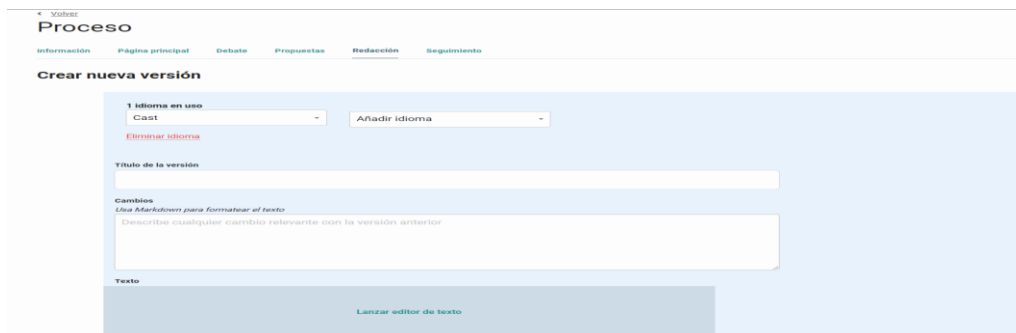 < Volver
Proceso
Información Página principal Debate Propuestas Redacción Seguimiento
Crear nueva versión
1 idioma en uso
Cast Añadir idioma
Eliminar idioma
Título de la versión
Cambios
Usa Markdown para formatear el texto
Describe cualquier cambio relevante con la versión anterior
Texto
Lanzar editor de texto